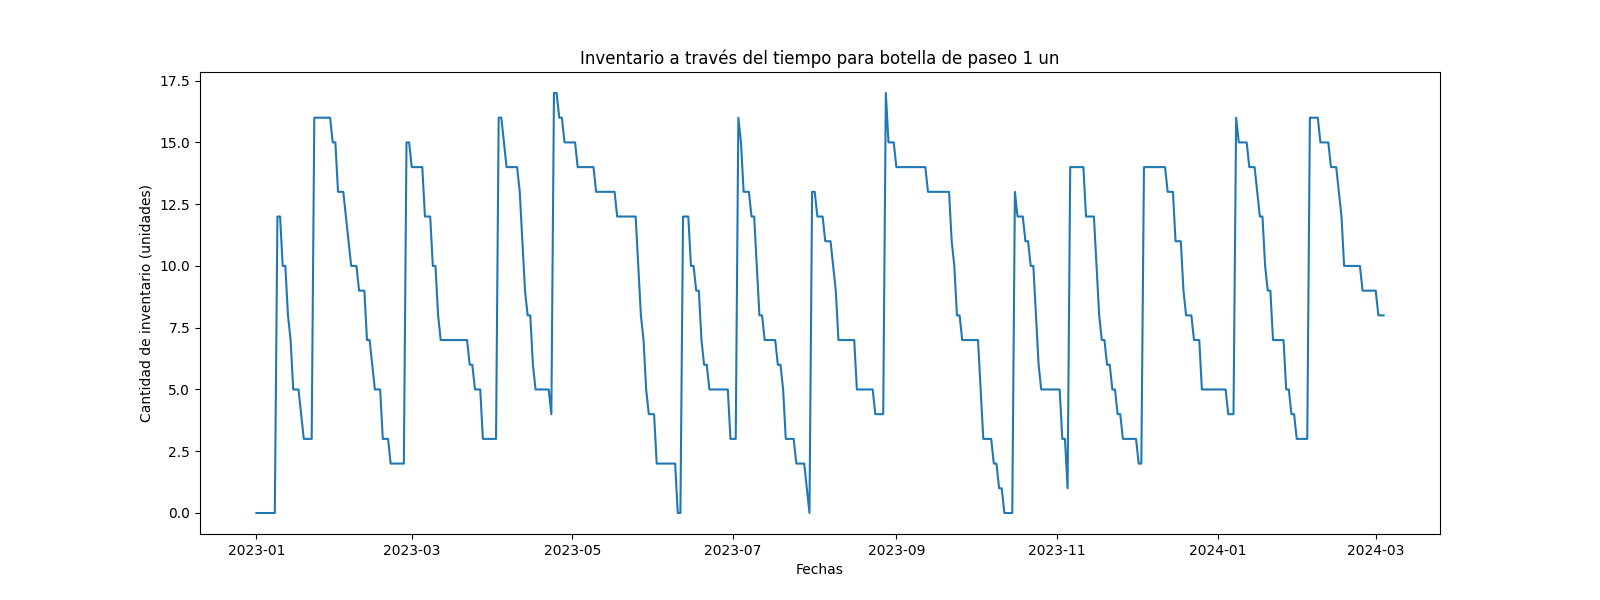 Inventario a través del tiempo para botella de paseo 1 un
Cantidad de inventario (unidades)
17.5
15.0
12.5
10.0
7.5
5.0
2.5
0.0
2023-01 2023-03 2023-05 2023-07 2023-09 2023-11 2024-01 2024-03
Fechas